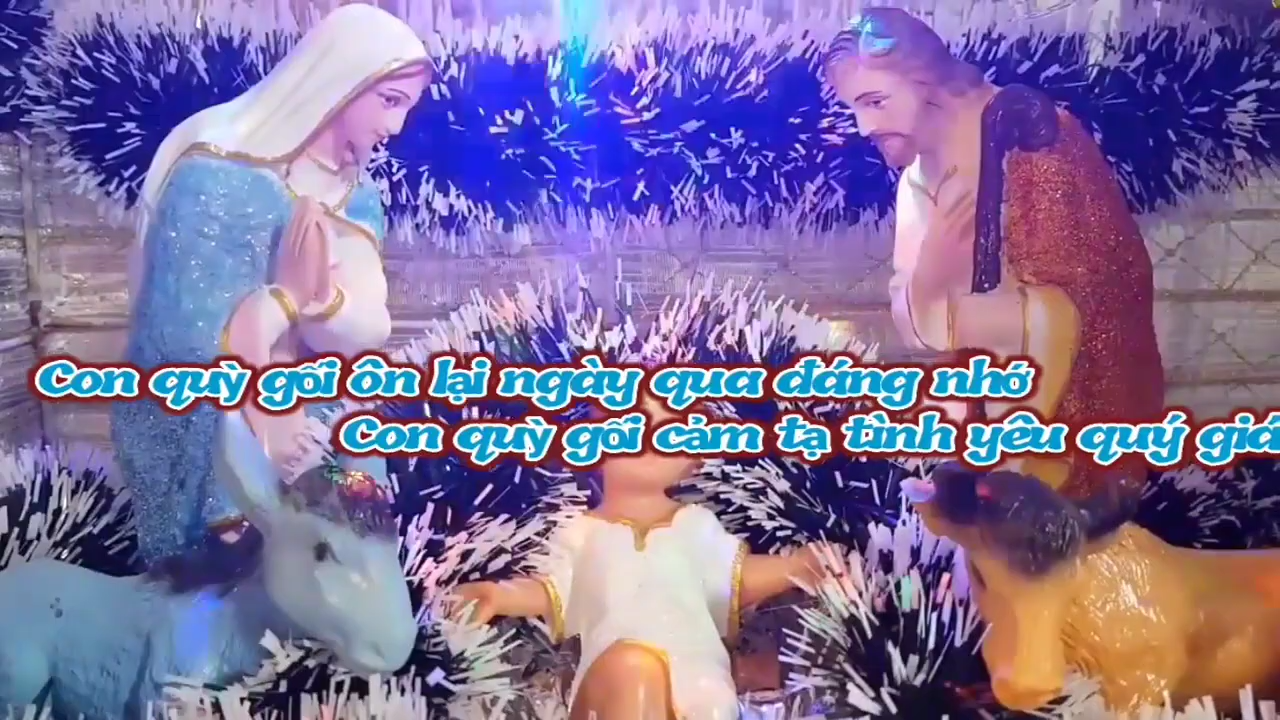 Con quỳ gối ôn lại ngày qua đáng nhớ
Con quỳ gối cảm tạ tình yêu quý giá